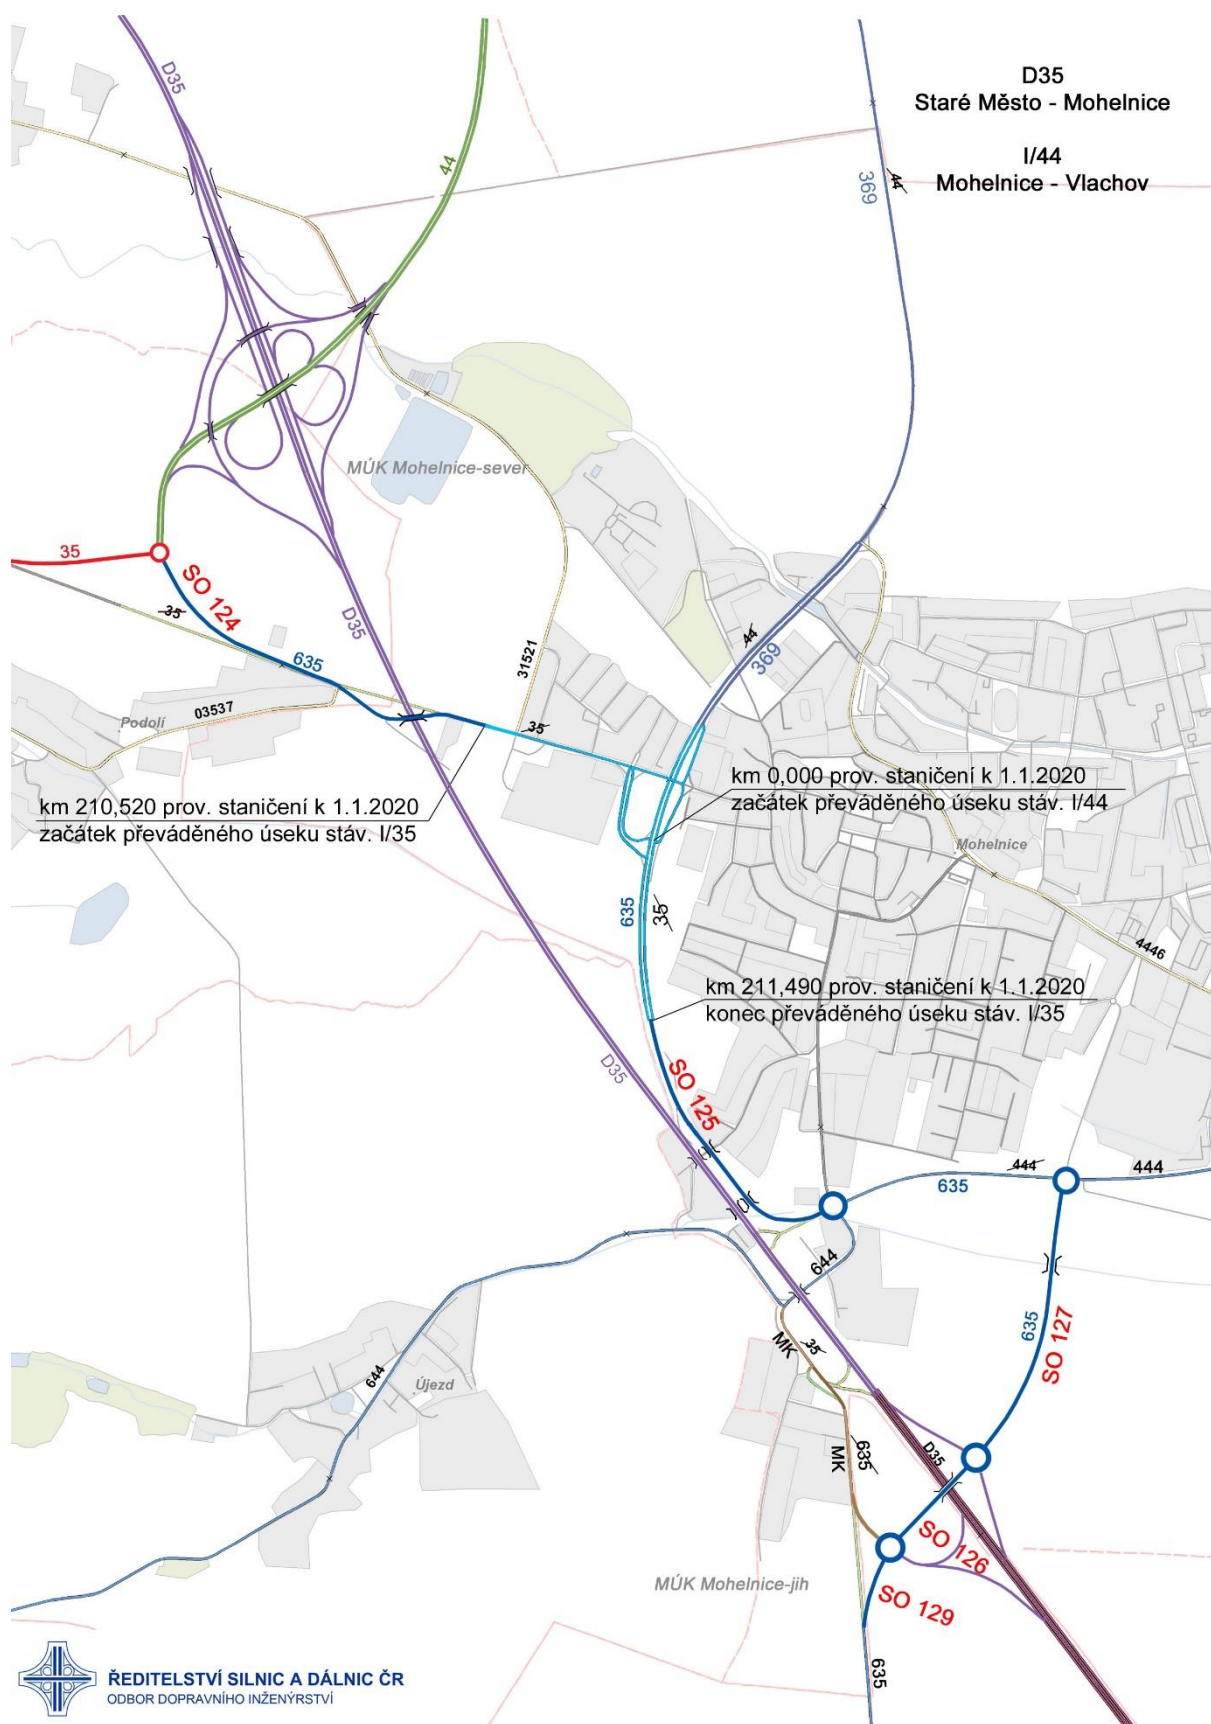 D35
Staré Město - Mohelnice
I/44
Mohelnice - Vlachov
D35
44
369
44
MÚK Mohelnice-sever
35
SO 124
35
635
D35
31521
44
369
Podolí
03537
35
km 0,000 prov. staničení k 1.1.2020
začátek převáděného úseku stáv. I/44
km 210,520 prov. staničení k 1.1.2020
začátek převáděného úseku stáv. I/35
Mohelnice
635
35
4446
km 211,490 prov. staničení k 1.1.2020
konec převáděného úseku stáv. I/35
D35
SO 125
444
444
635
644
635
SO 127
MK
35
644
Újezd
MK
635
D35
SO 126
MÚK Mohelnice-jih
SO 129
635
ŘEDITELSTVÍ SILNIC A DÁLNIC ČR
ODBOR DOPRAVNÍHO INŽENÝRSTVÍ